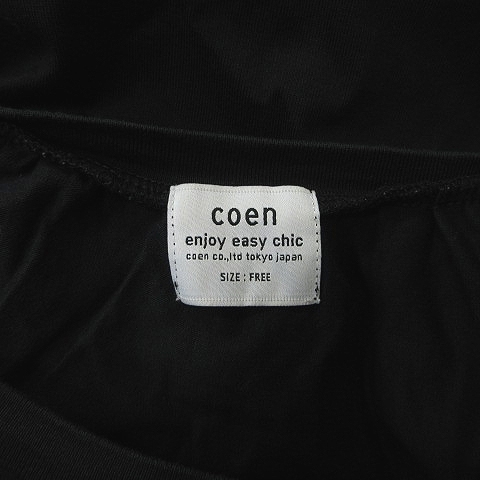 coen
enjoy easy chic
coen co.,ltd tokyo japan
SIZE : FREE